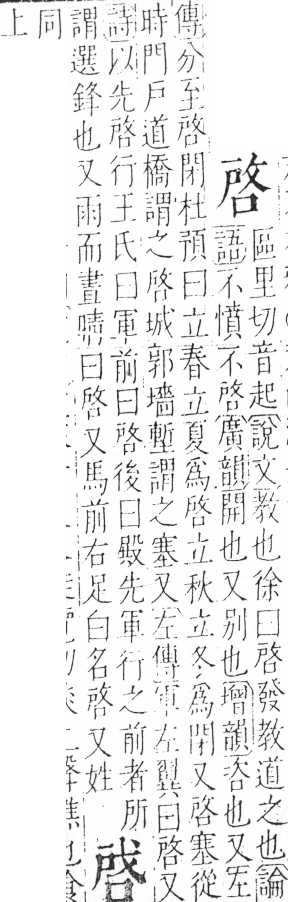 啓
區里切音起說文教也徐曰啓發教道之也論
語不憤不啓廣韻開也又别也增韻咨也又左
傳分至啓閉杜預曰立春立夏爲啓立秋立冬爲閉又啓塞從
時門戶道橋謂之啓城郭墻塹謂之塞又左傳軍左翼曰啓又
詩以先啓行王氏曰軍前曰啓後曰殿先軍行之前者所
謂選鋒也又雨而晝晴曰啓又馬前右足白名啓又姓
啟
同
上